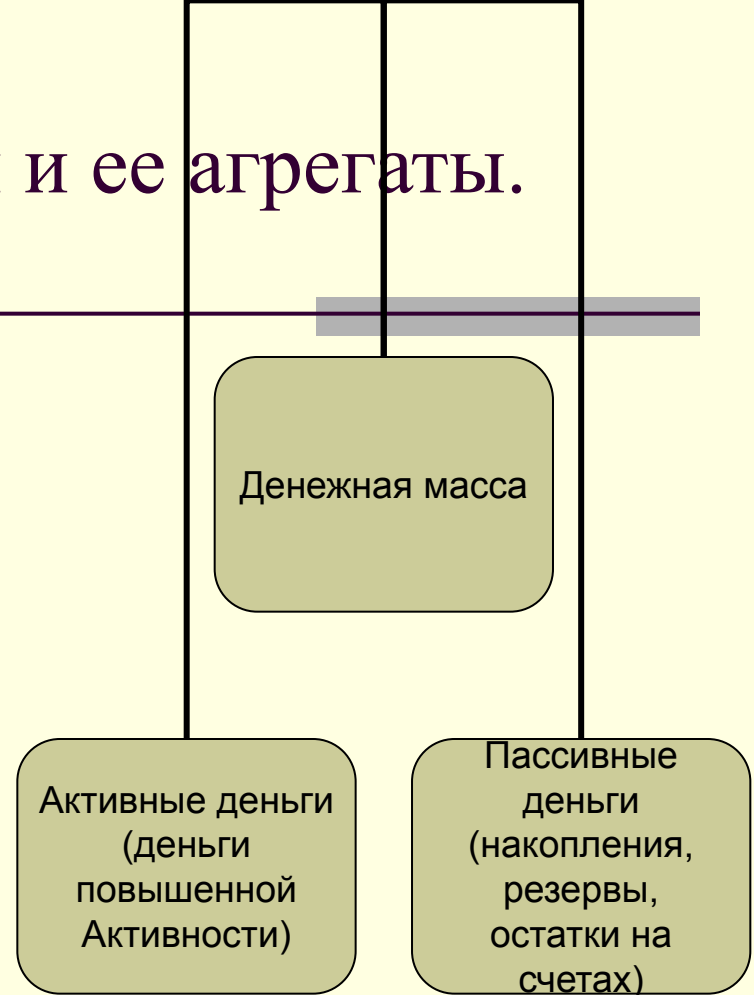 и ее агрегаты.
Денежная масса
Активные деньги
(деньги
повышенной
Активности)
Пассивные
деньги
(накопления,
резервы,
остатки на
счетах)